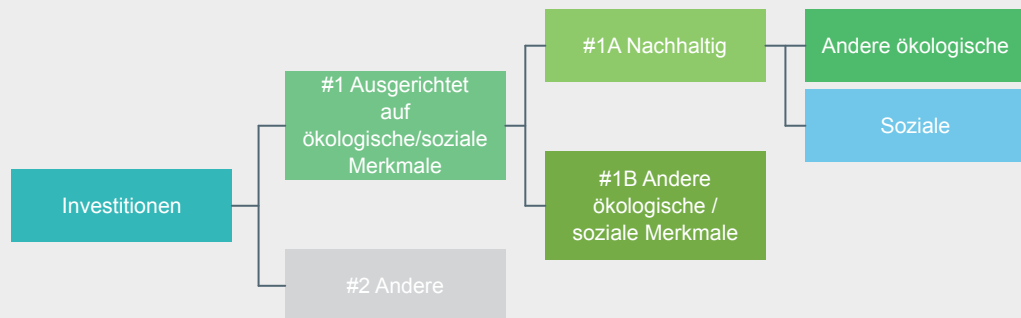 Investitionen
#1 Ausgerichtet
auf
ökologische/soziale
Merkmale
#2 Andere
#1A Nachhaltig
#1B Andere
ökologische /
soziale Merkmale
Andere ökologische
Soziale